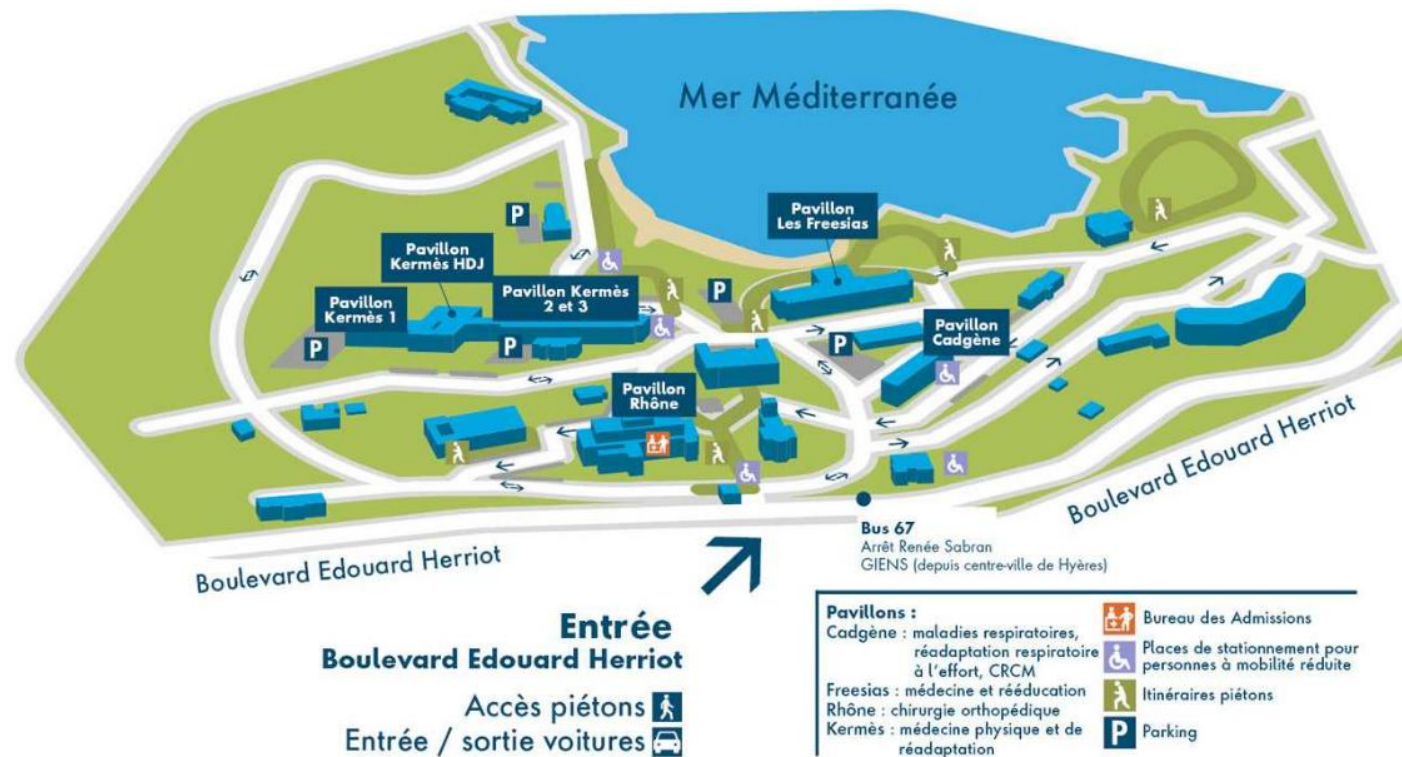 Mer Méditerranée
P
Pavillon
Les Freesias
Pavillon
Kermès HDJ
Pavillon Kermès
2 et 3
P
Pavillon
Kermès 1
P
P
P
Pavillon
Cadgène
Pavillon
Rhône
Boulevard Edouard Herriot
Boulevard Edouard Herriot
Bus 67
Arrêt Renée Sabran
GIENS (depuis centre-ville de Hyères)
Entrée
Boulevard Edouard Herriot
Accès piétons
Entrée / sortie voitures
Pavillons :
Cadgène : maladies respiratoires,
réadaptation respiratoire
à l'effort, CRCM
Freesias : médecine et rééducation
Rhône : chirurgie orthopédique
Kermès : médecine physique et de
réadaptation
Bureau des Admissions
Places de stationnement pour
personnes à mobilité réduite
Itinéraires piétons
P Parking